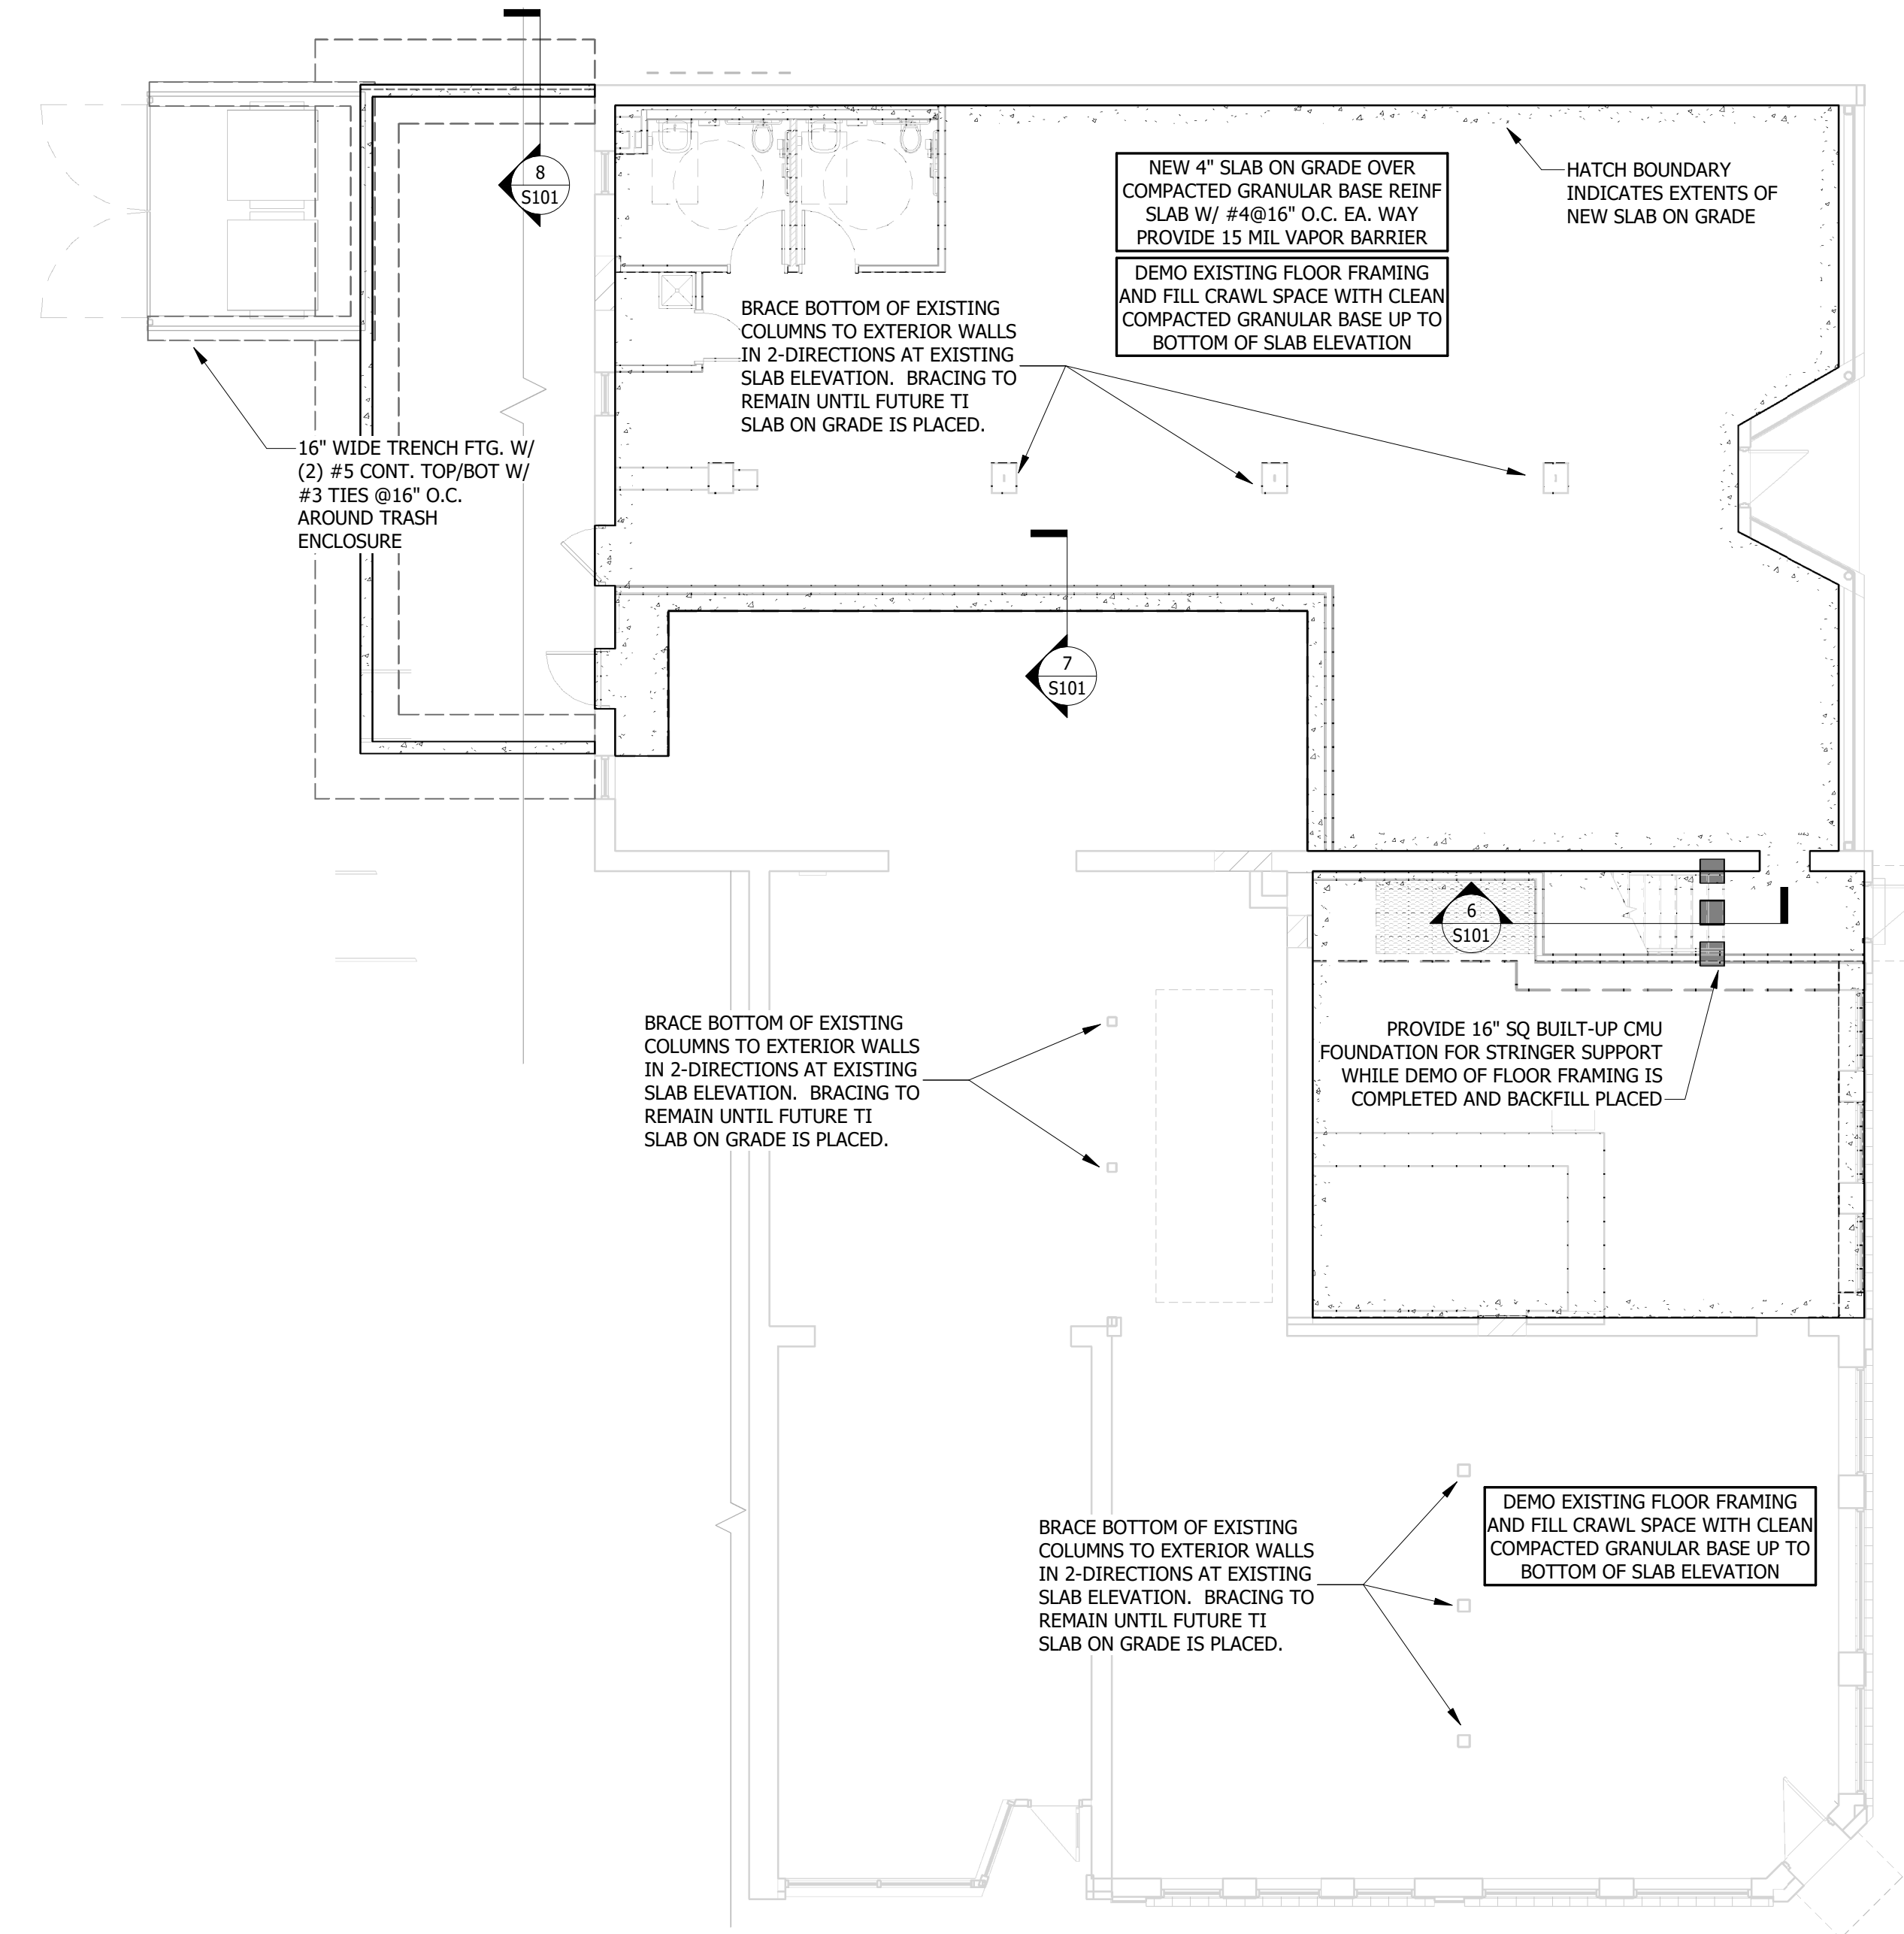 8
S101
NEW 4" SLAB ON GRADE OVER
COMPACTED GRANULAR BASE REINF
SLAB W/ #4@16" O.C. EA. WAY
PROVIDE 15 MIL VAPOR BARRIER
HATCH BOUNDARY
INDICATES EXTENTS OF
NEW SLAB ON GRADE
DEMO EXISTING FLOOR FRAMING
AND FILL CRAWL SPACE WITH CLEAN
COMPACTED GRANULAR BASE UP TO
BOTTOM OF SLAB ELEVATION
BRACE BOTTOM OF EXISTING
COLUMNS TO EXTERIOR WALLS
IN 2-DIRECTIONS AT EXISTING
SLAB ELEVATION. BRACING TO
REMAIN UNTIL FUTURE TI
SLAB ON GRADE IS PLACED.
16" WIDE TRENCH FTG. W/
(2) #5 CONT. TOP/BOT W/
#3 TIES @16" O.C.
AROUND TRASH
ENCLOSURE
7
S101
6
S101
BRACE BOTTOM OF EXISTING
COLUMNS TO EXTERIOR WALLS
IN 2-DIRECTIONS AT EXISTING
SLAB ELEVATION. BRACING TO
REMAIN UNTIL FUTURE TI
SLAB ON GRADE IS PLACED.
PROVIDE 16" SQ BUILT-UP CMU
FOUNDATION FOR STRINGER SUPPORT
WHILE DEMO OF FLOOR FRAMING IS
COMPLETED AND BACKFILL PLACED
BRACE BOTTOM OF EXISTING
COLUMNS TO EXTERIOR WALLS
IN 2-DIRECTIONS AT EXISTING
SLAB ELEVATION. BRACING TO
REMAIN UNTIL FUTURE TI
SLAB ON GRADE IS PLACED.
DEMO EXISTING FLOOR FRAMING
AND FILL CRAWL SPACE WITH CLEAN
COMPACTED GRANULAR BASE UP TO
BOTTOM OF SLAB ELEVATION